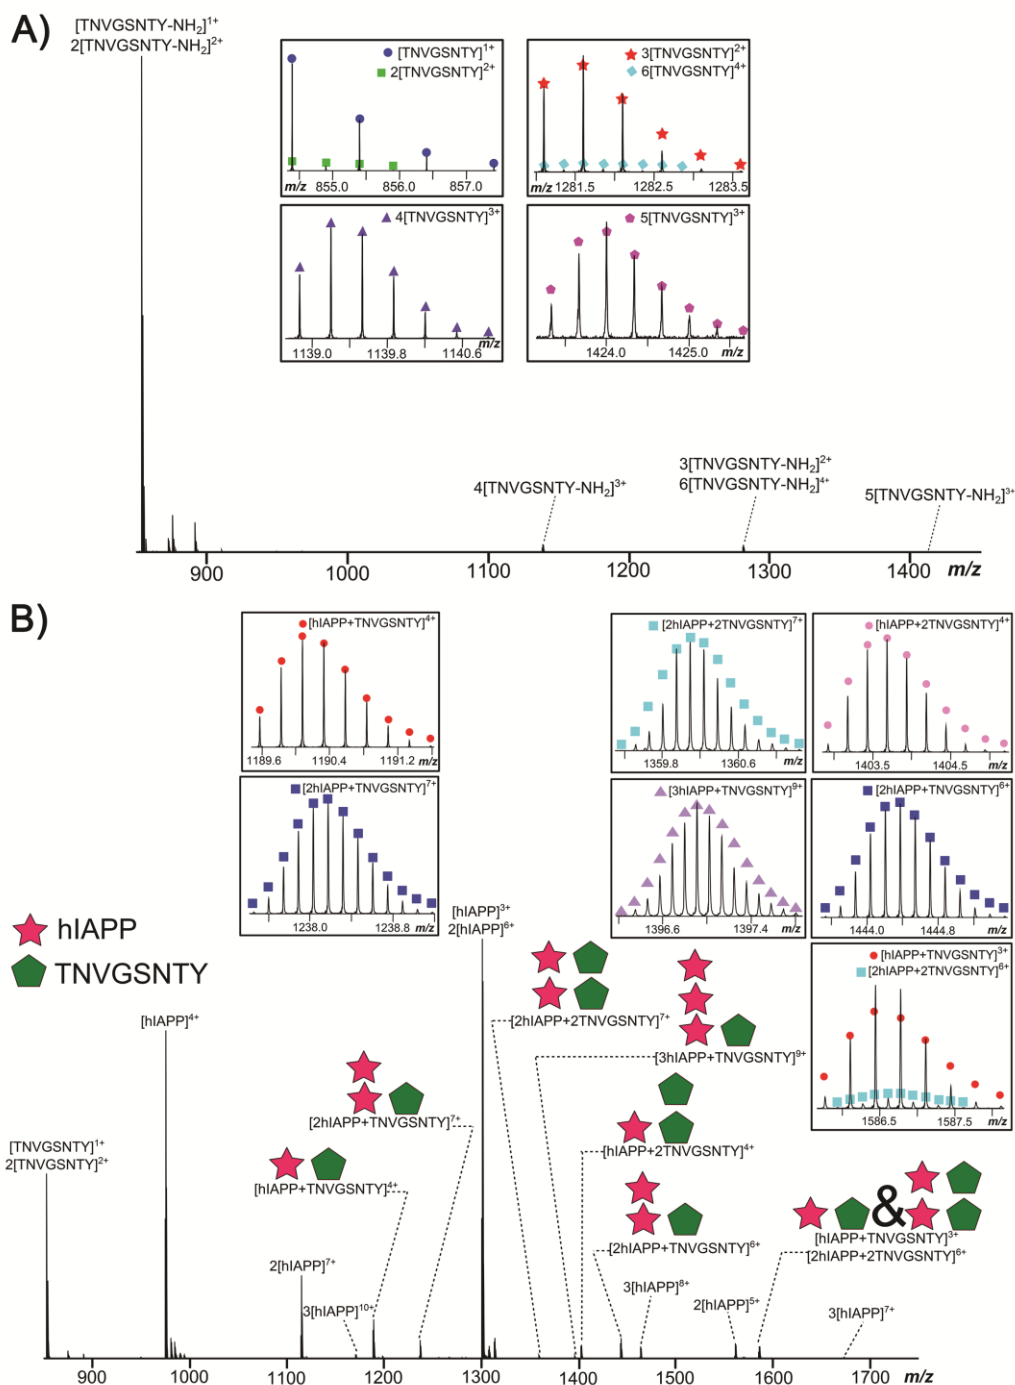 A)
[TNVGSNTY-NH2]1+
2[TNVGSNTY-NH2]2+
[TNVGSNTY]1+
2[TNVGSNTY]2+
m/z 855.0 856.0 857.0
3[TNVGSNTY]2+
6[TNVGSNTY]4+
m/z 1281.5 1282.5 1283.5
4[TNVGSNTY]3+
1139.0 1139.8 1140.6 m/z
5[TNVGSNTY]3+
1424.0 1425.0 m/z
4[TNVGSNTY-NH2]3+
3[TNVGSNTY-NH2]2+
6[TNVGSNTY-NH2]4+
5[TNVGSNTY-NH2]3+
900 1000 1100 1200 1300 1400 m/z
B)
[hIAPP+TNVGSNTY]4+
1189.6 1190.4 1191.2 m/z
[2hIAPP+2TNVGSNTY]7+
1359.8 1360.6 m/z
[hIAPP+2TNVGSNTY]4+
1403.5 1404.5 m/z
[2hIAPP+TNVGSNTY]7+
1238.0 1238.8 m/z
[3hIAPP+TNVGSNTY]9+
1396.6 1397.4 m/z
[2hIAPP+TNVGSNTY]6+
1444.0 1444.8 m/z
[hIAPP+TNVGSNTY]3+
[2hIAPP+2TNVGSNTY]6+
1586.5 1587.5 m/z
hIAPP
TNVGSNTY
[hIAPP]3+
2[hIAPP]6+
[hIAPP]4+
[2hIAPP+2TNVGSNTY]7+
[3hIAPP+TNVGSNTY]9+
[2hIAPP+TNVGSNTY]7+
[hIAPP+2TNVGSNTY]4+
[TNVGSNTY]1+
2[TNVGSNTY]2+
[hIAPP+TNVGSNTY]4+
&
[hIAPP+TNVGSNTY]3+
[2hIAPP+2TNVGSNTY]6+
[2hIAPP+TNVGSNTY]6+
2[hIAPP]7+
3[hIAPP]10+
3[hIAPP]8+
2[hIAPP]5+
3[hIAPP]7+
900 1000 1100 1200 1300 1400 1500 1600 1700 m/z